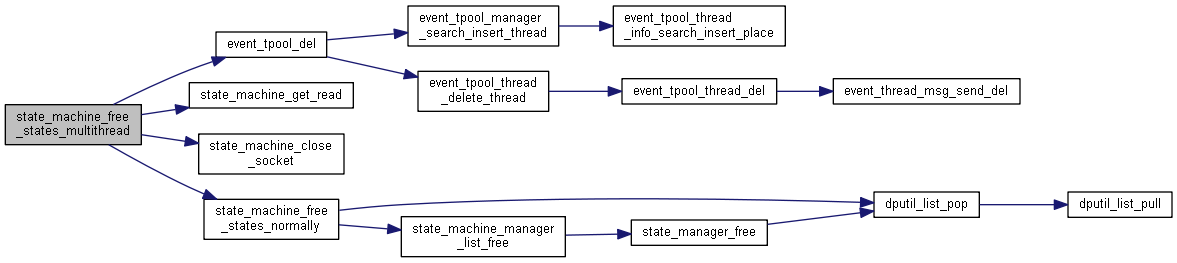 state_machine_free
_states_multithread
event_tpool_del
event_tpool_manager
_search_insert_thread
event_tpool_thread
_info_search_insert_place
event_tpool_thread
_delete_thread
event_tpool_thread_del
event_thread_msg_send_del
state_machine_get_read
state_machine_close
_socket
state_machine_free
_states_normally
state_machine_manager
_list_free
state_manager_free
dputil_list_pop
dputil_list_pull